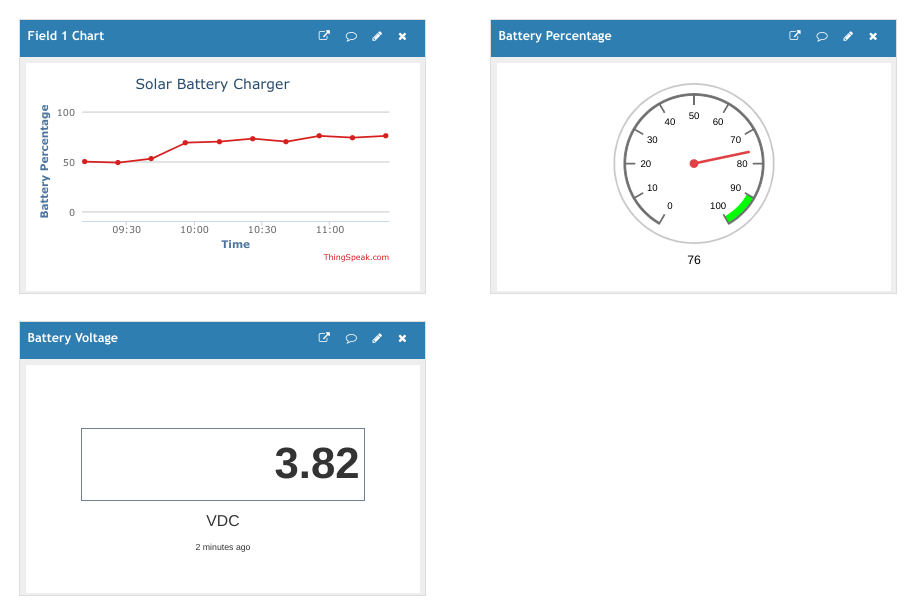 Field 1 Chart
Solar Battery Charger
Battery Percentage
100
50
0
09:30 10:00 10:30 11:00
Time
ThingSpeak.com
Battery Percentage
0
10
20
30
40
50
60
70
80
90
100
76
Battery Voltage
3.82
VDC
2 minutes ago